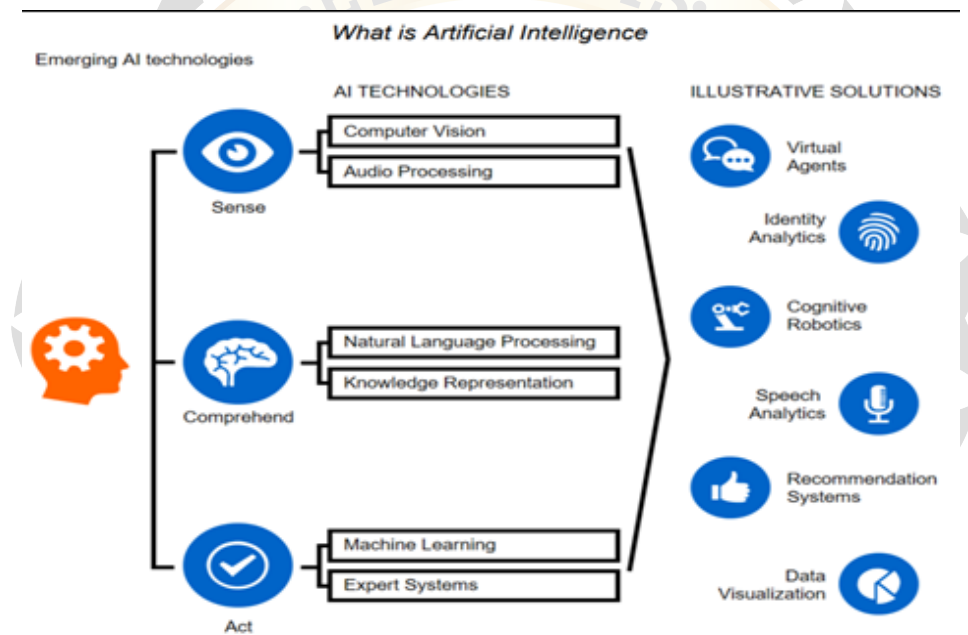 What is Artificial Intelligence
Emerging AI technologies
AI TECHNOLOGIES
ILLUSTRATIVE SOLUTIONS
Computer Vision
Audio Processing
Sense
Natural Language Processing
Knowledge Representation
Comprehend
Machine Learning
Expert Systems
Act
Virtual
Agents
Identity
Analytics
Cognitive
Robotics
Speech
Analytics
Recommendation
Systems
Data
Visualization